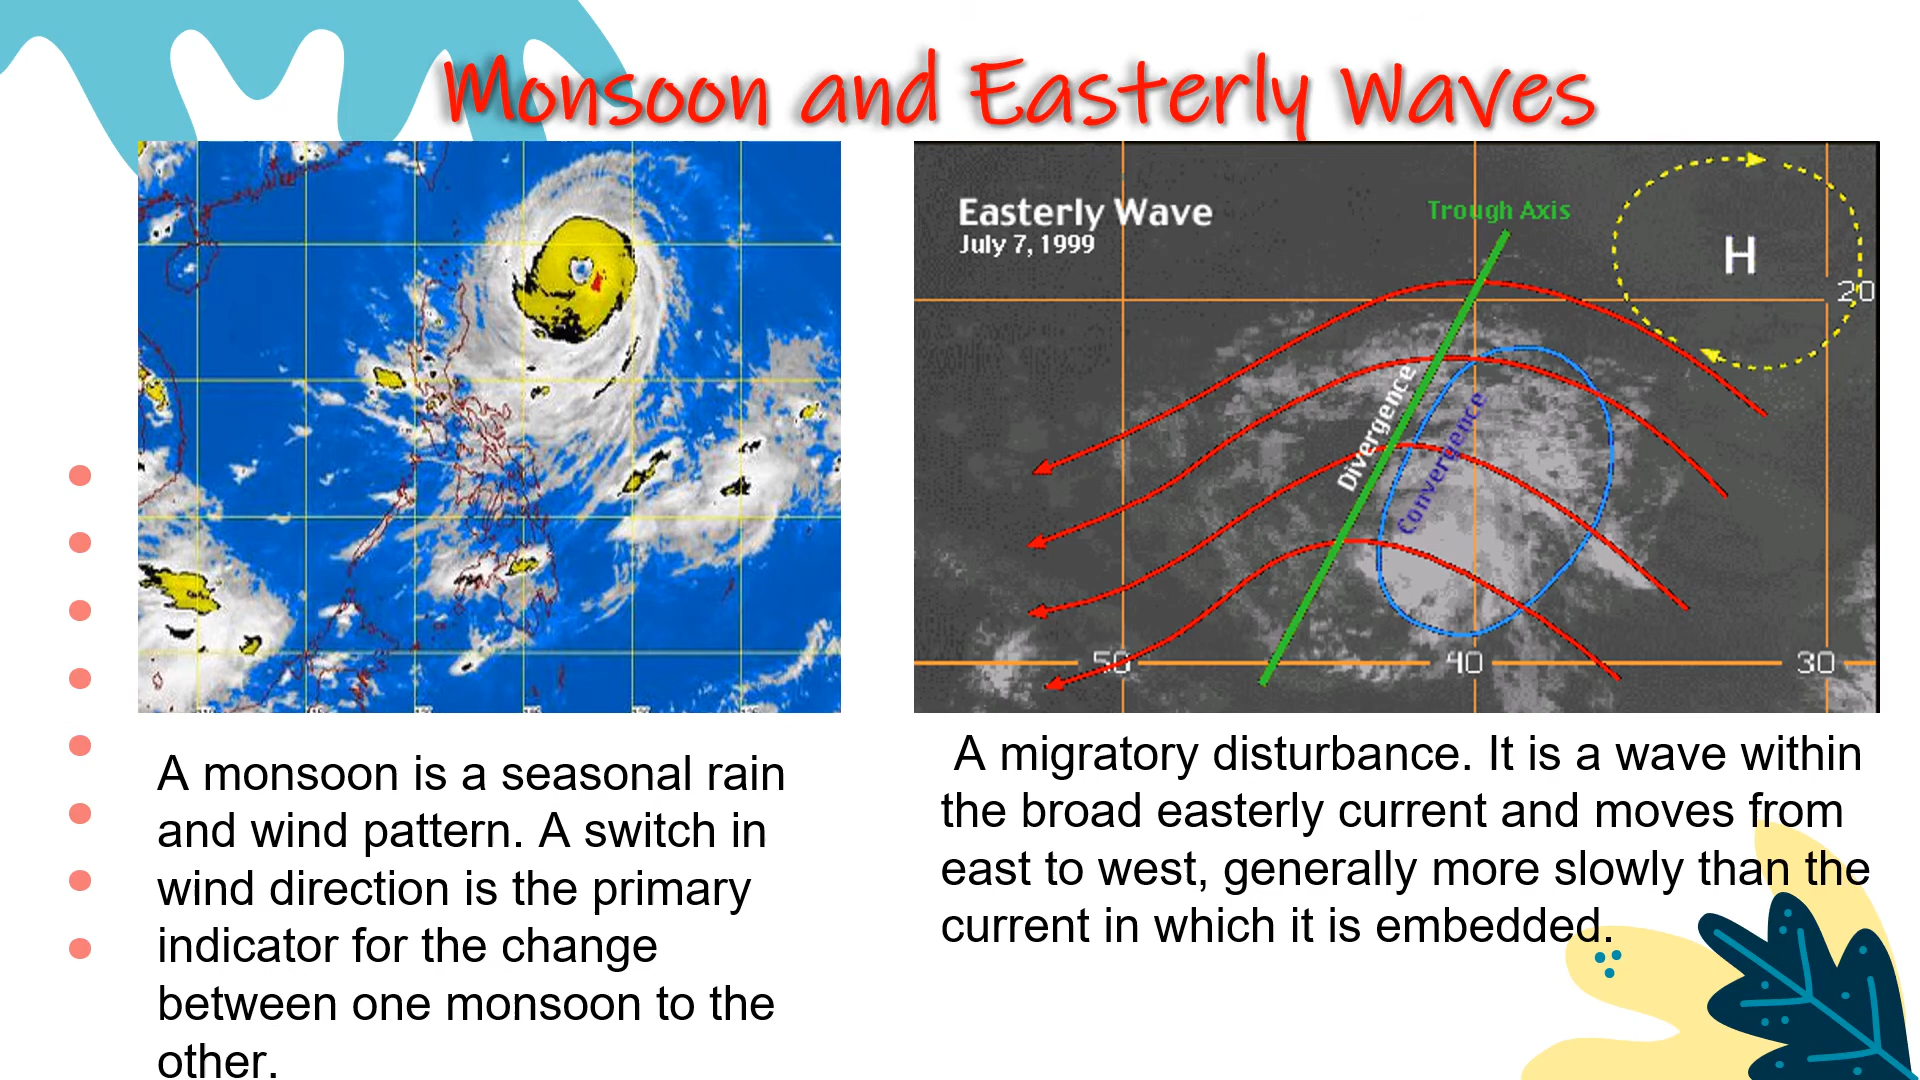 Monsoon and Easterly Waves
Easterly Wave
July 7, 1999
Trough Axis
H
20
Divergence
Convergence
50
40
30
A monsoon is a seasonal rain
and wind pattern. A switch in
wind direction is the primary
indicator for the change
between one monsoon to the
other.
A migratory disturbance. It is a wave within
the broad easterly current and moves from
east to west, generally more slowly than the
current in which it is embedded.